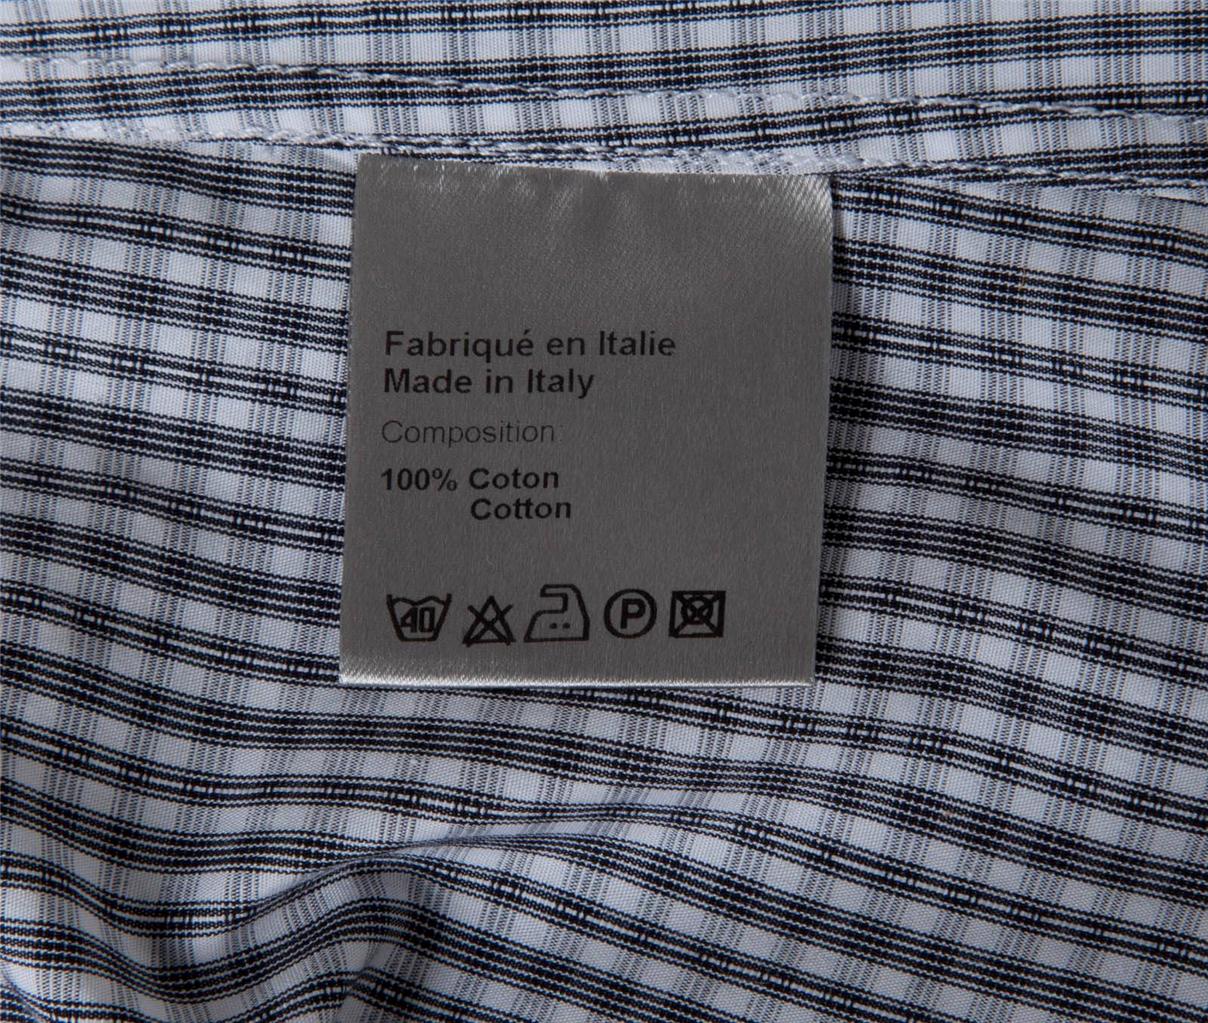 Fabriqué en Italie
Made in Italy
Composition:
100% Coton
Cotton
40 P